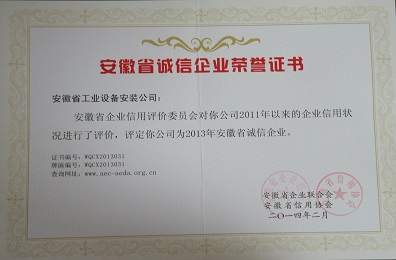 安徽省诚信企业荣誉证书
安徽省工业设备安装公司：
安徽省企业信用评价委员会对你公司2011年以来的企业信用状
况进行了评价，评定你公司为2013年安徽省诚信企业。
证书编号：WQCX2013031
牌匾编号：WQCX2013031
查询网址：www.aec-aeda.org.cn
安徽省企业联合会
安徽省信用协会
二〇一四年二月